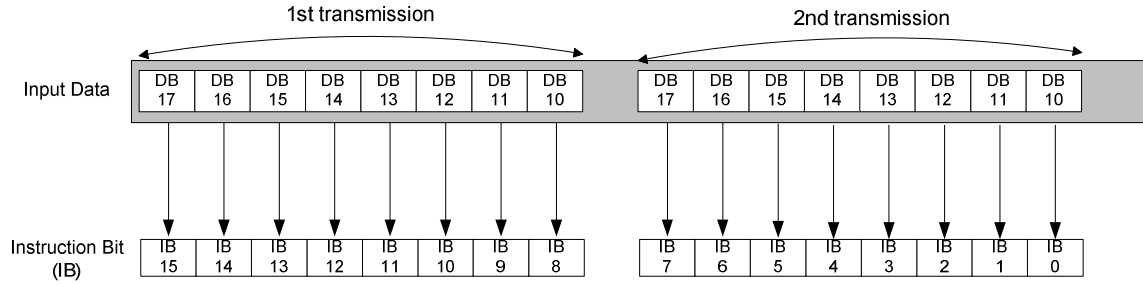 1st transmission 2nd transmission
Input Data
DB DB DB DB DB DB DB DB DB DB DB DB DB DB DB DB
17 16 15 14 13 12 11 10 17 16 15 14 13 12 11 10
Instruction Bit
(IB)
IB IB IB IB IB IB IB IB IB IB IB IB IB IB IB IB
15 14 13 12 11 10 9 8 7 6 5 4 3 2 1 0